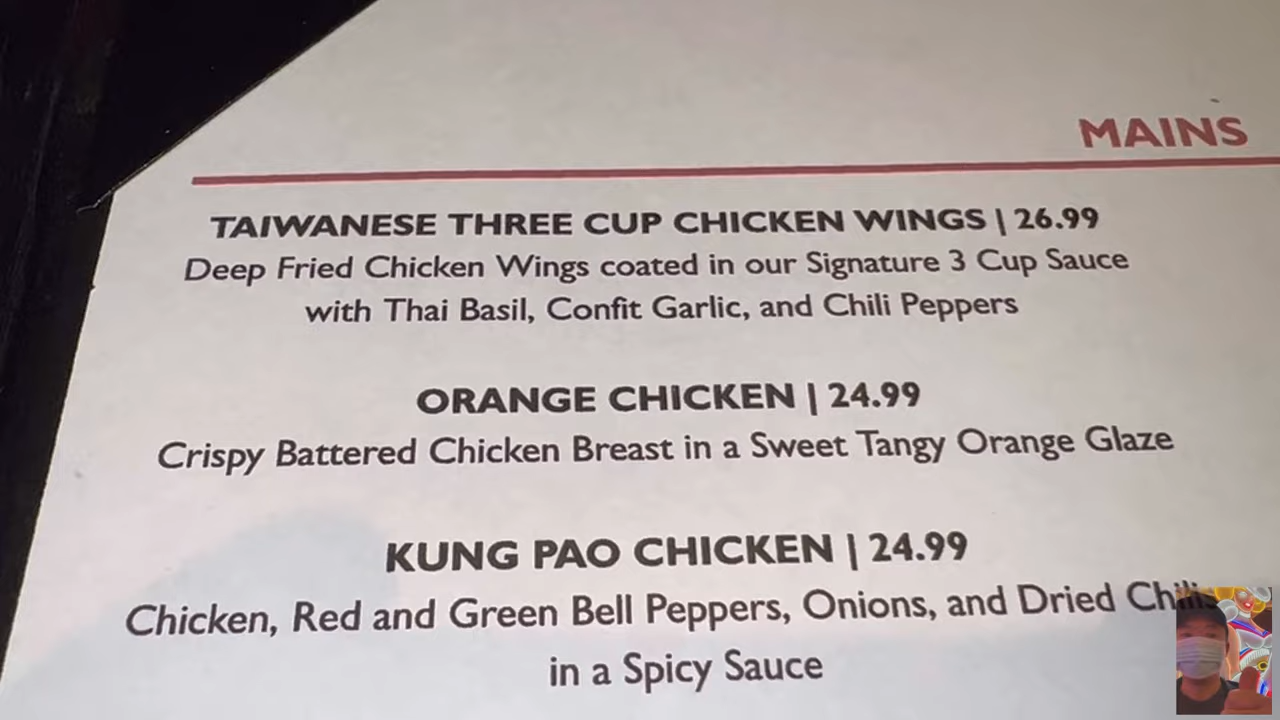 MAINS
TAIWANESE THREE CUP CHICKEN WINGS | 26.99
Deep Fried Chicken Wings coated in our Signature 3 Cup Sauce
with Thai Basil, Confit Garlic, and Chili Peppers
ORANGE CHICKEN | 24.99
Crispy Battered Chicken Breast in a Sweet Tangy Orange Glaze
KUNG PAO CHICKEN | 24.99
Chicken, Red and Green Bell Peppers, Onions, and Dried Chilis
in a Spicy Sauce